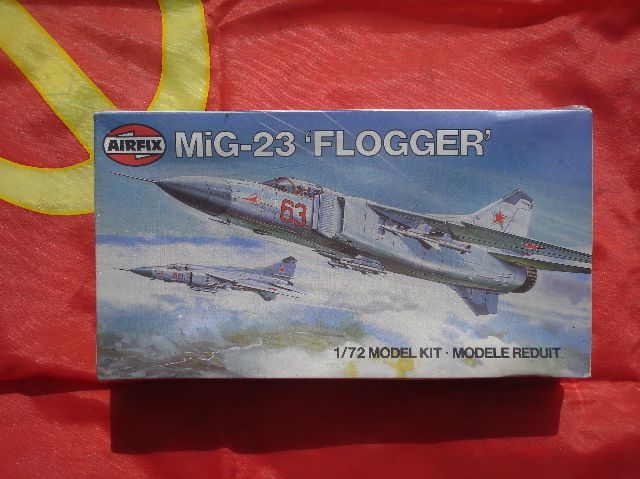 AIRFIX
MiG-23 'FLOGGER'
63
1/72 MODEL KIT · MODELE REDUIT